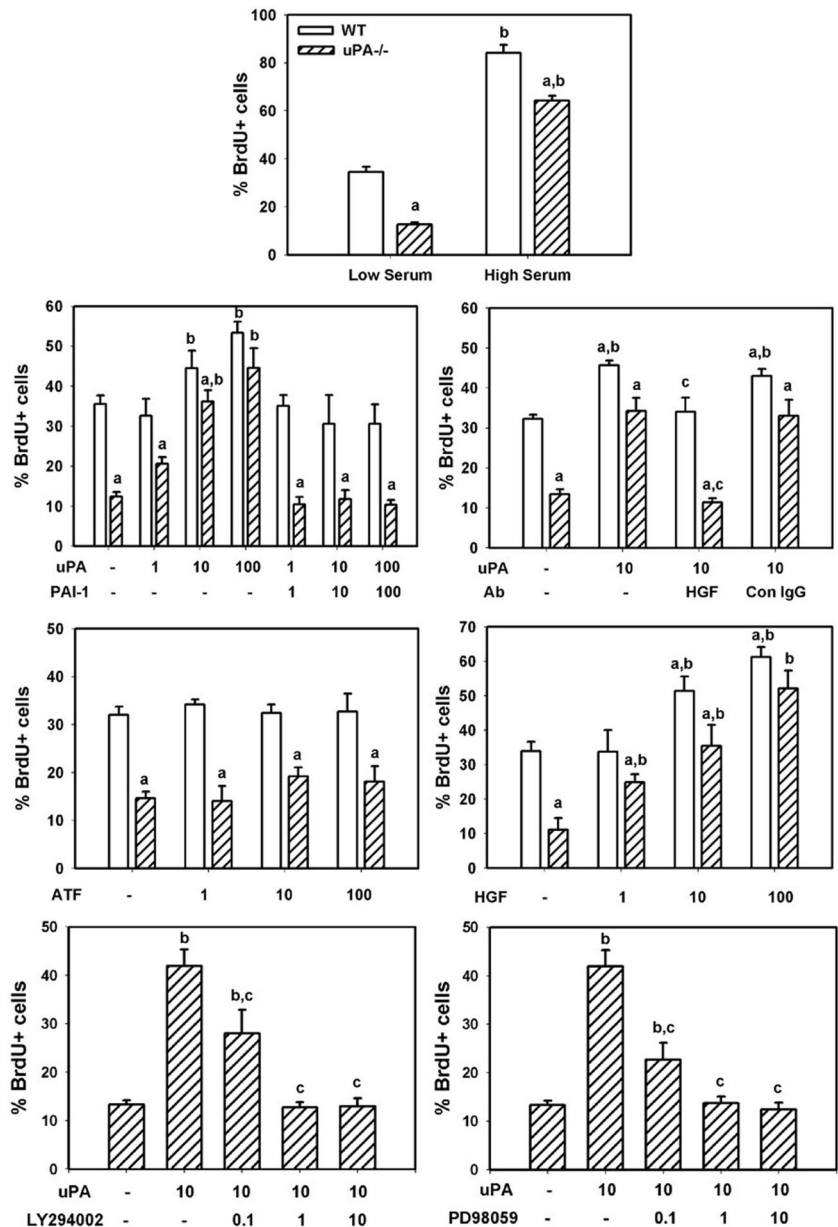 WT
uPA-/-
% BrdU+ cells
100
80
60
40
20
0
b
a,b
a
Low Serum High Serum
% BrdU+ cells
60
50
40
30
20
10
0
a a b a,b b b a a a
uPA - 1 10 100 1 10 100
PAI-1 - - - - 1 10 100
% BrdU+ cells
60
50
40
30
20
10
0
a a,b a c a,c a,b a
uPA - 10 10 10
Ab - - HGF Con IgG
% BrdU+ cells
50
40
30
20
10
0
a a a a
ATF - 1 10 100
% BrdU+ cells
70
60
50
40
30
20
10
0
a a,b a,b a,b a,b b
HGF - 1 10 100
% BrdU+ cells
50
40
30
20
10
0
b b,c c c
uPA - 10 10 10 10
LY294002 - - 0.1 1 10
% BrdU+ cells
50
40
30
20
10
0
b b,c c c
uPA - 10 10 10 10
PD98059 - - 0.1 1 10